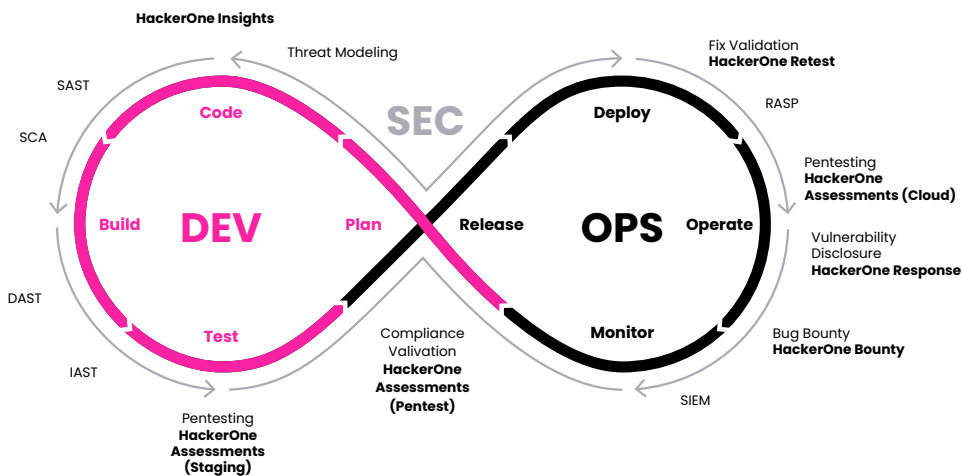 HackerOne Insights
Threat Modeling
SAST
SCA
Code
Build
DEV
Plan
Test
DAST
IAST
Pentesting
HackerOne
Assessments
(Staging)
SEC
Compliance
Valivation
HackerOne
Assessments
(Pentest)
Release
OPS
Deploy
Operate
Monitor
Fix Validation
HackerOne Retest
RASP
Pentesting
HackerOne
Assessments (Cloud)
Vulnerability
Disclosure
HackerOne Response
Bug Bounty
HackerOne Bounty
SIEM